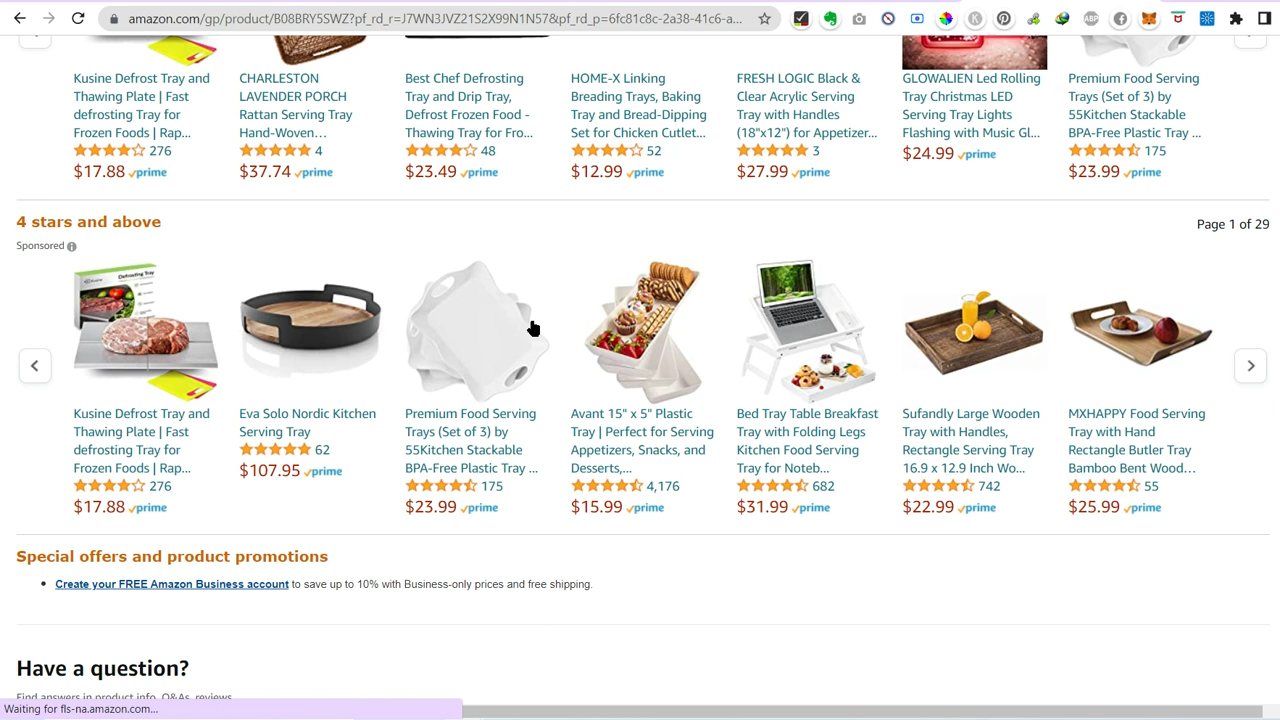 amazon.com/gp/product/B08BRY5SWZ?pf_rd_r=J7WN3JVZ21S2X99N1N57&pf_rd_p=6fc81c8c-2a38-41c6-a...
Kusine Defrost Tray and
Thawing Plate | Fast
defrosting Tray for
Frozen Foods | Rap...
276
$17.88 prime
CHARLESTON
LAVENDER PORCH
Rattan Serving Tray
Hand-Woven...
4
$37.74 prime
Best Chef Defrosting
Tray and Drip Tray,
Defrost Frozen Food -
Thawing Tray for Fro...
48
$23.49 prime
HOME-X Linking
Breading Trays, Baking
Tray and Bread-Dipping
Set for Chicken Cutlet...
52
$12.99 prime
FRESH LOGIC Black &
Clear Acrylic Serving
Tray with Handles
(18"x12") for Appetizer...
3
$27.99 prime
GLOWALIEN Led Rolling
Tray Christmas LED
Serving Tray Lights
Flashing with Music Gl...
$24.99 prime
Premium Food Serving
Trays (Set of 3) by
55Kitchen Stackable
BPA-Free Plastic Tray ...
175
$23.99 prime
4 stars and above
Page 1 of 29
Sponsored
Defrosting Tray
Kusine Defrost Tray and
Thawing Plate | Fast
defrosting Tray for
Frozen Foods | Rap...
276
$17.88 prime
Eva Solo Nordic Kitchen
Serving Tray
62
$107.95 prime
Premium Food Serving
Trays (Set of 3) by
55Kitchen Stackable
BPA-Free Plastic Tray ...
175
$23.99 prime
Avant 15" x 5" Plastic
Tray | Perfect for Serving
Appetizers, Snacks, and
Desserts,...
4,176
$15.99 prime
Bed Tray Table Breakfast
Tray with Folding Legs
Kitchen Food Serving
Tray for Noteb...
682
$31.99 prime
Sufandly Large Wooden
Tray with Handles,
Rectangle Serving Tray
16.9 x 12.9 Inch Wo...
742
$22.99 prime
MXHAPPY Food Serving
Tray with Hand
Rectangle Butler Tray
Bamboo Bent Wood...
55
$25.99 prime
Special offers and product promotions
Create your FREE Amazon Business account to save up to 10% with Business-only prices and free shipping.
Have a question?
Find answers in product info, Q&As, reviews
Waiting for fls-na.amazon.com...